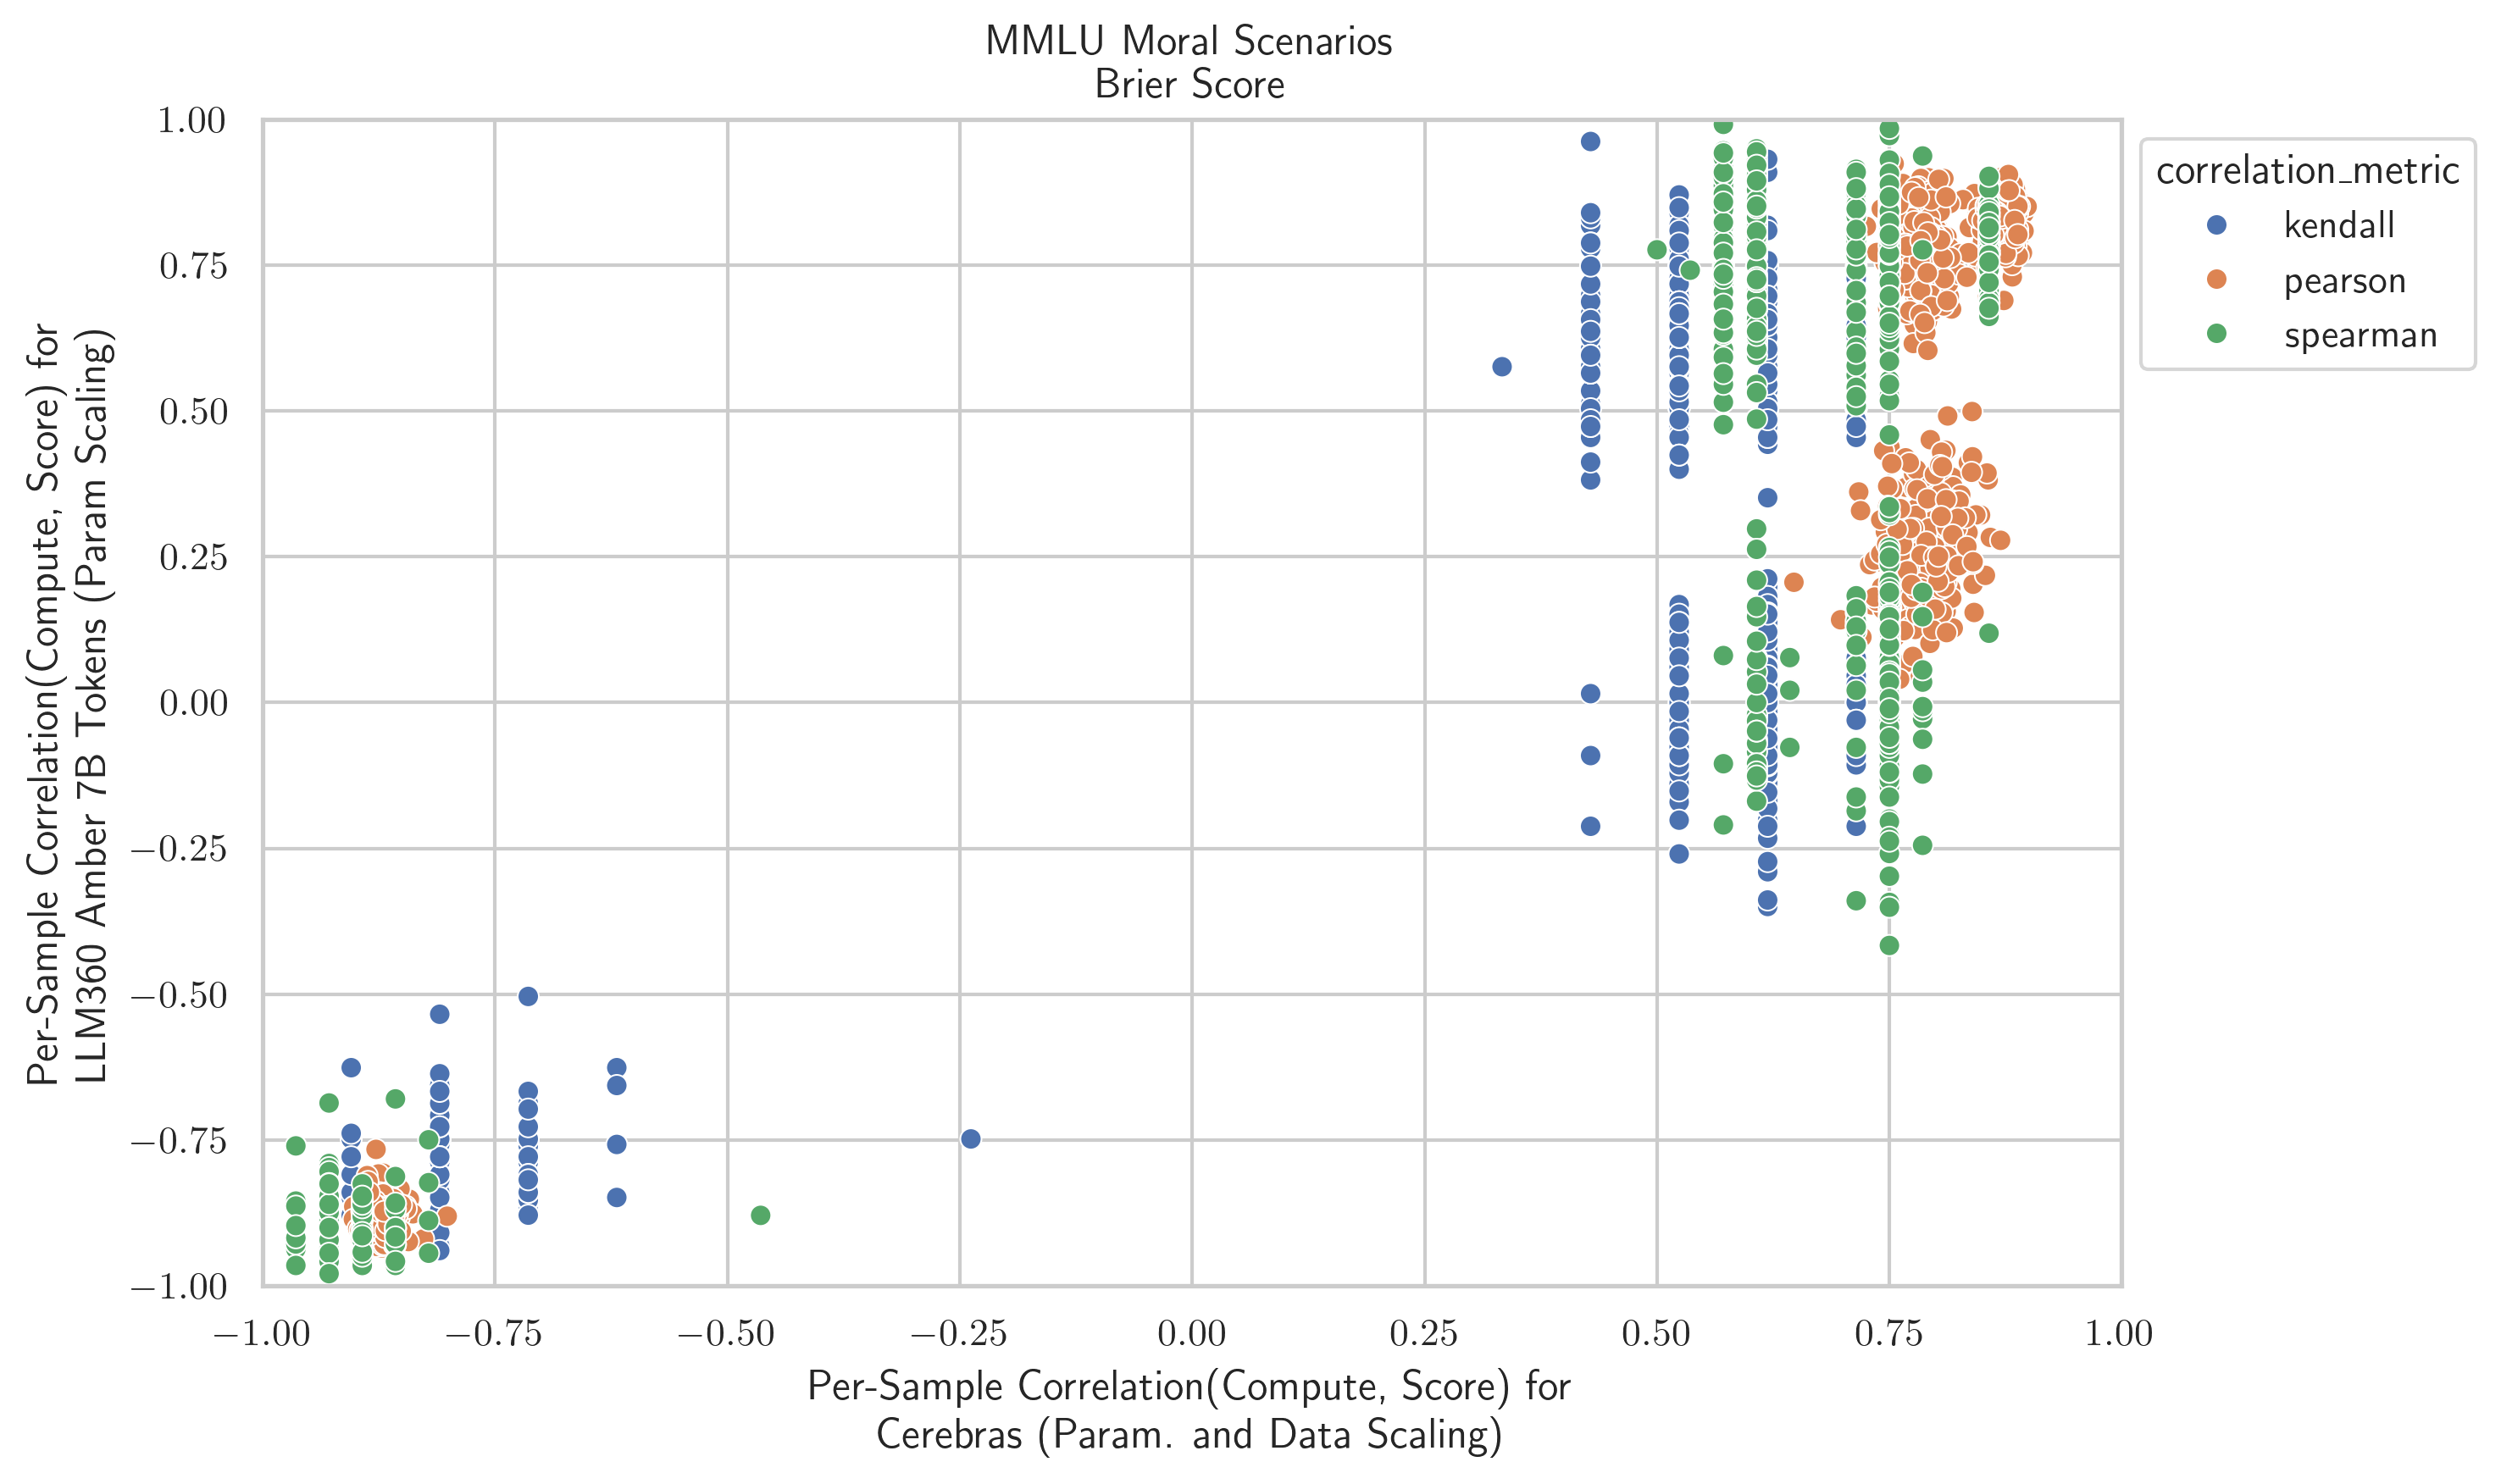 MMLU Moral Scenarios
Brier Score
Per-Sample Correlation(Compute, Score) for
LLM360 Amber 7B Tokens (Param Scaling)
1.00
0.75
0.50
0.25
0.00
−0.25
−0.50
−0.75
−1.00
−1.00 −0.75 −0.50 −0.25 0.00 0.25 0.50 0.75 1.00
Per-Sample Correlation(Compute, Score) for
Cerebras (Param. and Data Scaling)
correlation_metric
kendall
pearson
spearman